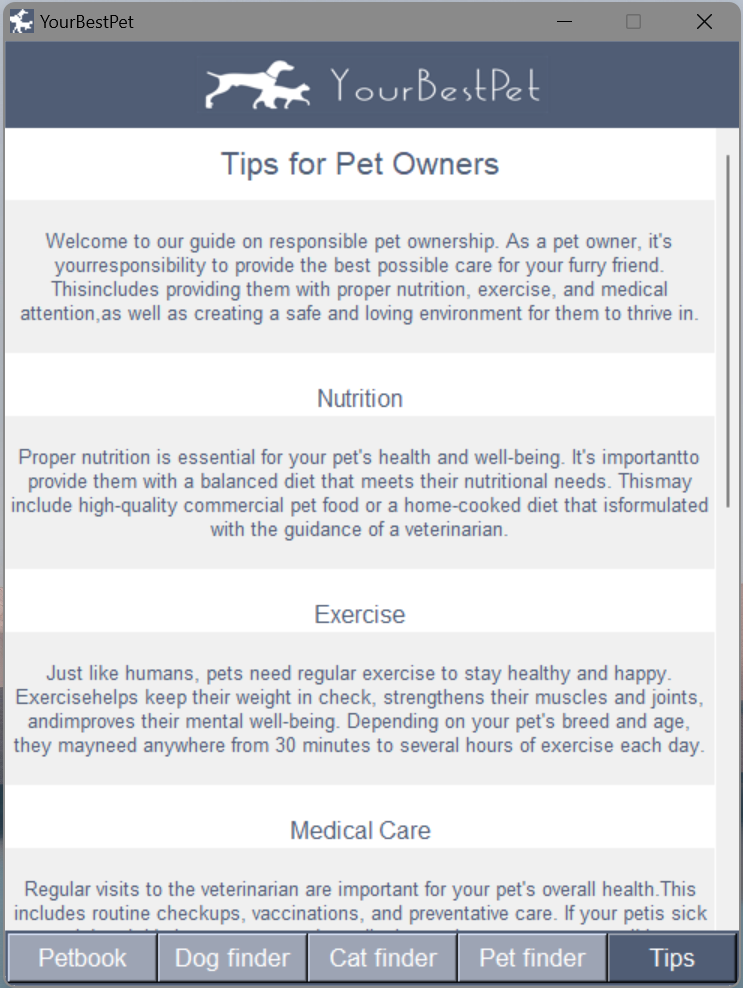 YourBestPet
YourBestPet
Tips for Pet Owners
Welcome to our guide on responsible pet ownership. As a pet owner, it's
yourresponsibility to provide the best possible care for your furry friend.
Thisincludes providing them with proper nutrition, exercise, and medical
attention,as well as creating a safe and loving environment for them to thrive in.
Nutrition
Proper nutrition is essential for your pet's health and well-being. It's importantto
provide them with a balanced diet that meets their nutritional needs. Thismay
include high-quality commercial pet food or a home-cooked diet that isformulated
with the guidance of a veterinarian.
Exercise
Just like humans, pets need regular exercise to stay healthy and happy.
Exercisehelps keep their weight in check, strengthens their muscles and joints,
andimproves their mental well-being. Depending on your pet's breed and age,
they mayneed anywhere from 30 minutes to several hours of exercise each day.
Medical Care
Regular visits to the veterinarian are important for your pet's overall health.This
includes routine checkups, vaccinations, and preventative care. If your petis sick
Petbook Dog finder Cat finder Pet finder Tips